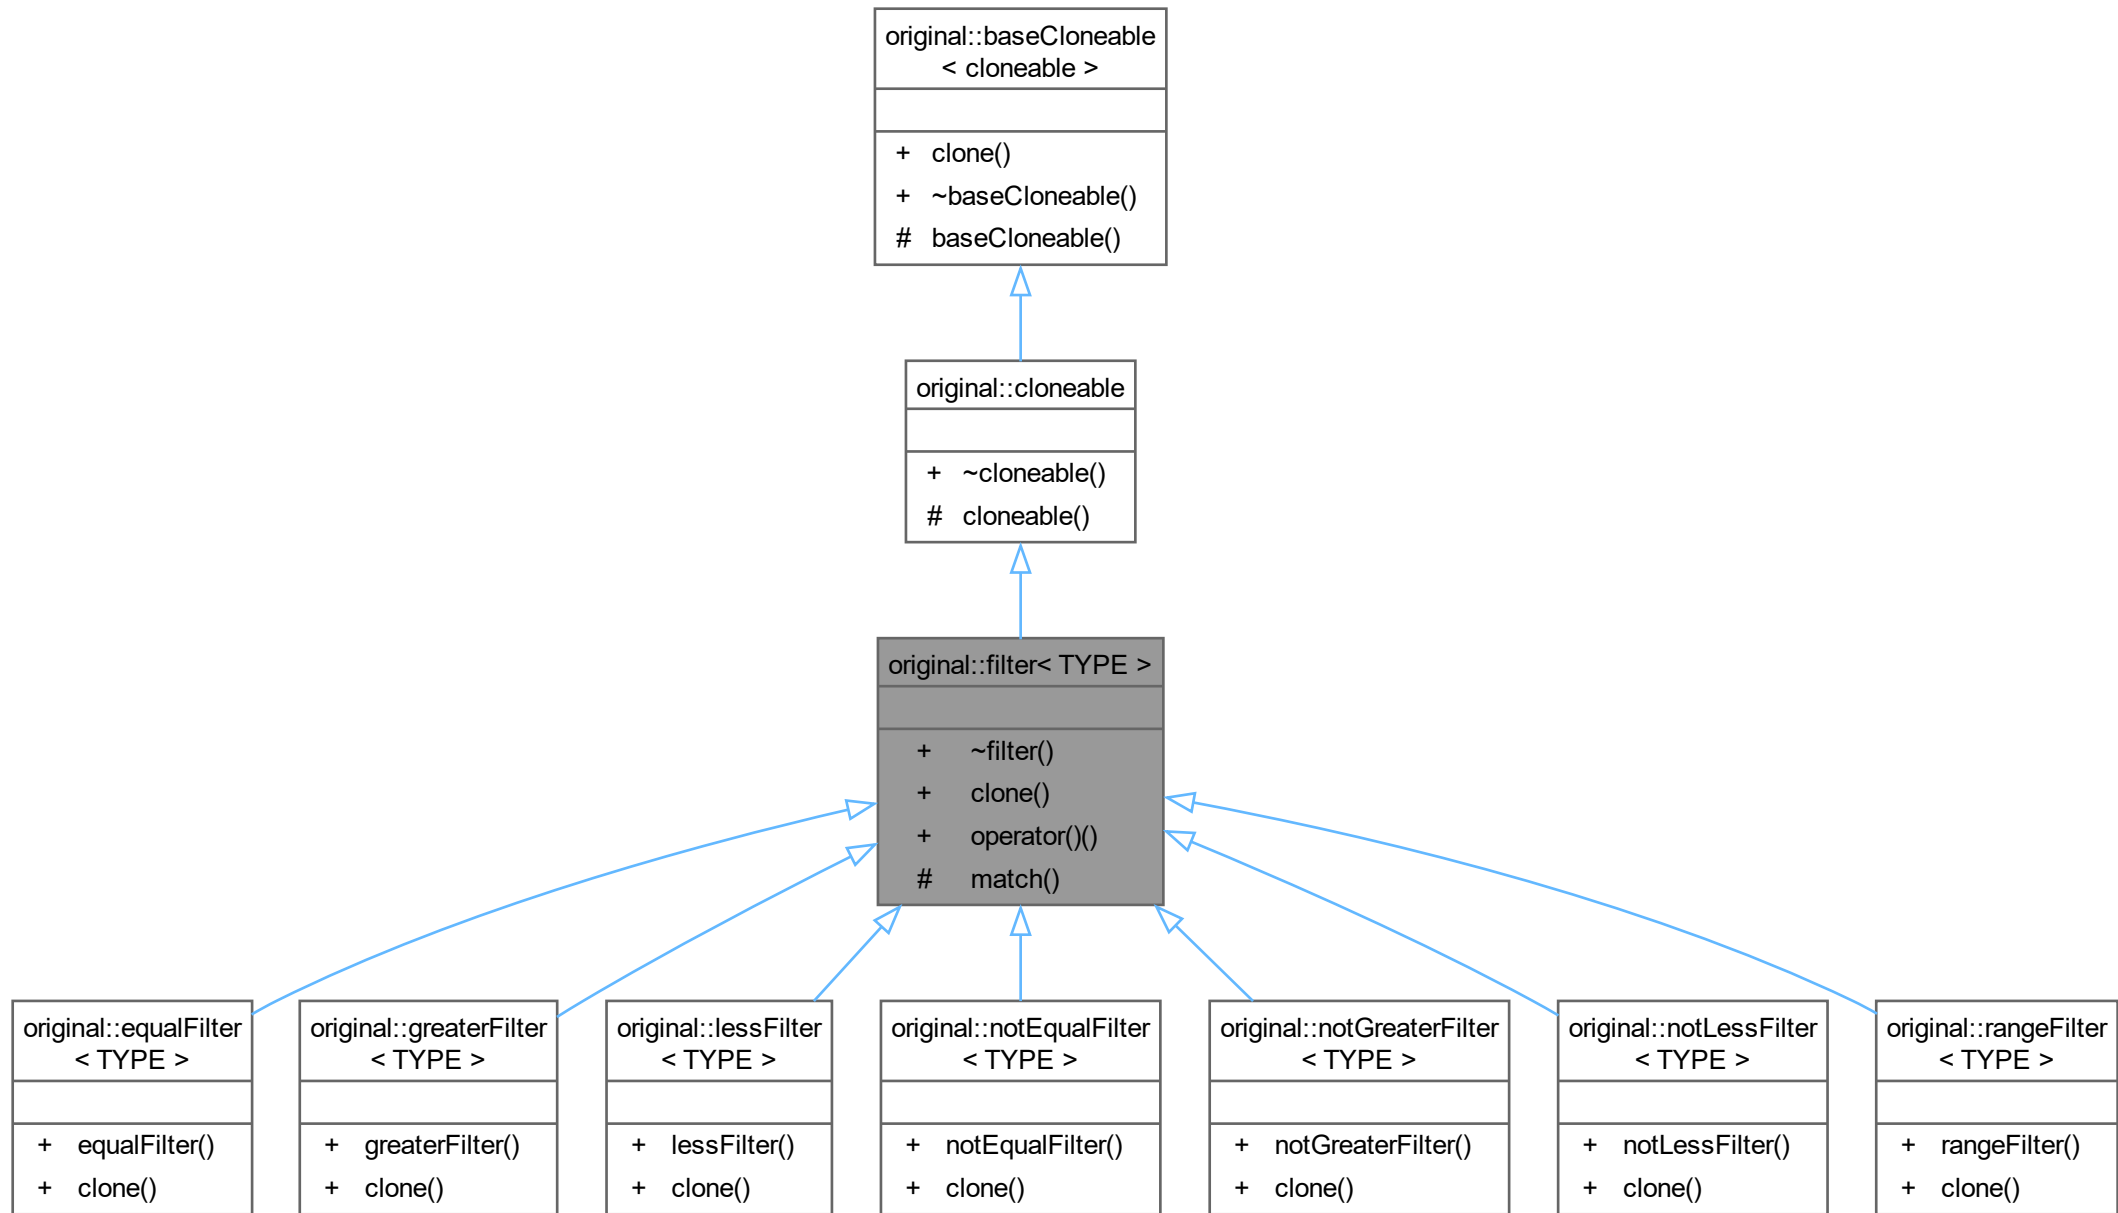 original::baseCloneable
< cloneable >
+ clone()
+ ~baseCloneable()
# baseCloneable()
original::cloneable
+ ~cloneable()
# cloneable()
original::filter< TYPE >
+ ~filter()
+ clone()
+ operator()()
# match()
original::equalFilter
< TYPE >
+ equalFilter()
+ clone()
original::greaterFilter
< TYPE >
+ greaterFilter()
+ clone()
original::lessFilter
< TYPE >
+ lessFilter()
+ clone()
original::notEqualFilter
< TYPE >
+ notEqualFilter()
+ clone()
original::notGreaterFilter
< TYPE >
+ notGreaterFilter()
+ clone()
original::notLessFilter
< TYPE >
+ notLessFilter()
+ clone()
original::rangeFilter
< TYPE >
+ rangeFilter()
+ clone()